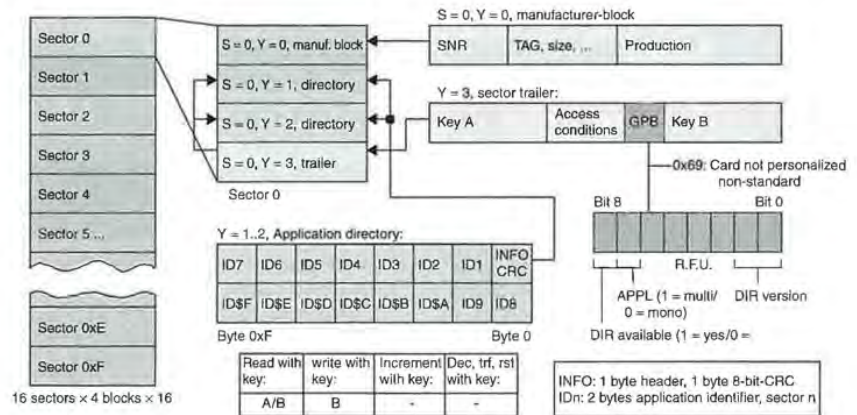 S = 0, Y = 0, manufacturer-block
SNR TAG, size, ... Production
Sector 0
Sector 1
Sector 2
Sector 3
Sector 4
Sector 5 ...
Sector 0xE
Sector 0xF
16 sectors × 4 blocks × 16
S = 0, Y = 0, manuf. block
S = 0, Y = 1, directory
S = 0, Y = 2, directory
S = 0, Y = 3, trailer
Sector 0
Y = 3, sector trailer:
Key A Access conditions GPB Key B
0x69: Card not personalized
non-standard
Bit 8 Bit 0
R.F.U.
APPL (1 = multi/
0 = mono)
DIR version
DIR available (1 = yes/0 =
Y = 1..2, Application directory:
ID7 ID6 ID5 ID4 ID3 ID2 ID1 INFO CRC
ID$F ID$E ID$D ID$C ID$B ID$A ID9 ID8
Byte 0xF Byte 0
Read with key: write with key: Increment with key: Dec, trf, rst with key:
A/B B - -
INFO: 1 byte header, 1 byte 8-bit-CRC
IDn: 2 bytes application identifier, sector n